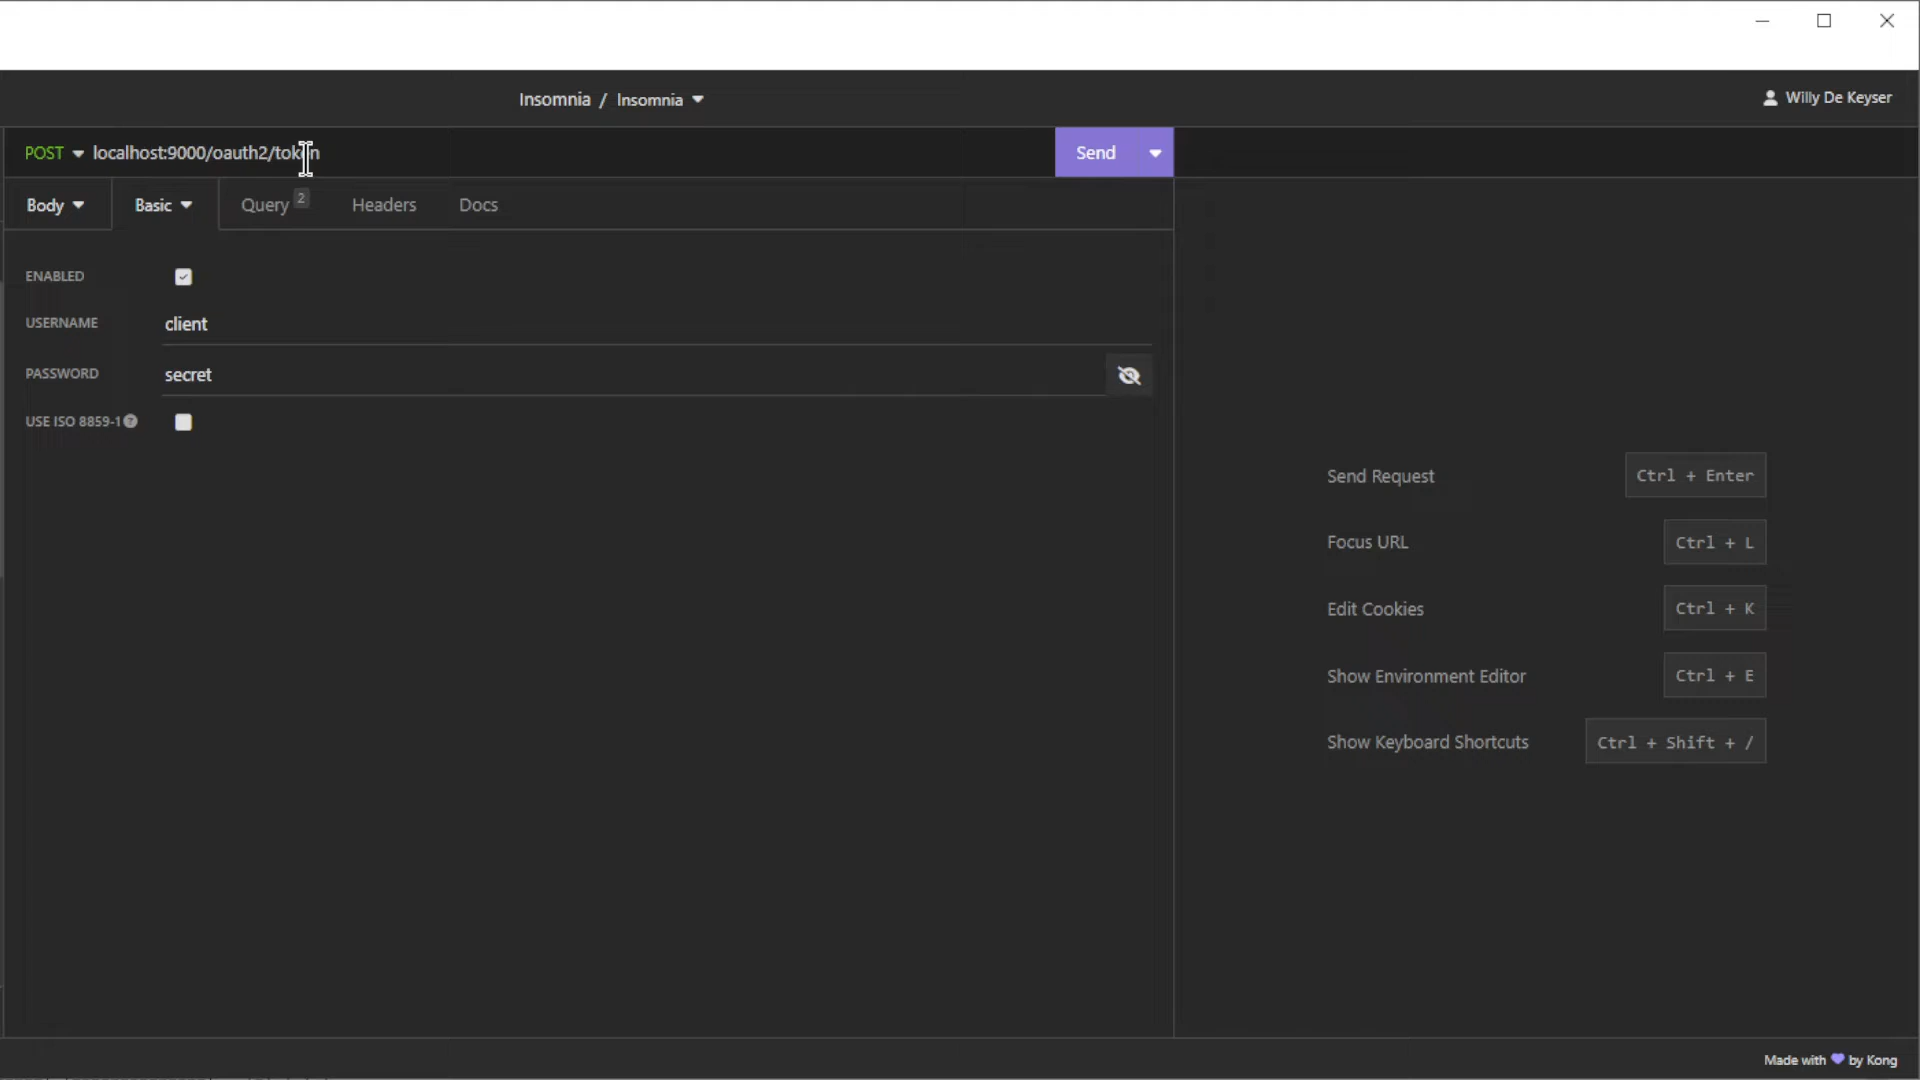 Insomnia / Insomnia
Willy De Keyser
POST localhost:9000/oauth2/token
Send
Body
Basic
Query 2
Headers
Docs
ENABLED
USERNAME client
PASSWORD secret
USE ISO 8859-1
Send Request Ctrl + Enter
Focus URL Ctrl + L
Edit Cookies Ctrl + K
Show Environment Editor Ctrl + E
Show Keyboard Shortcuts Ctrl + Shift + /
Made with by Kong